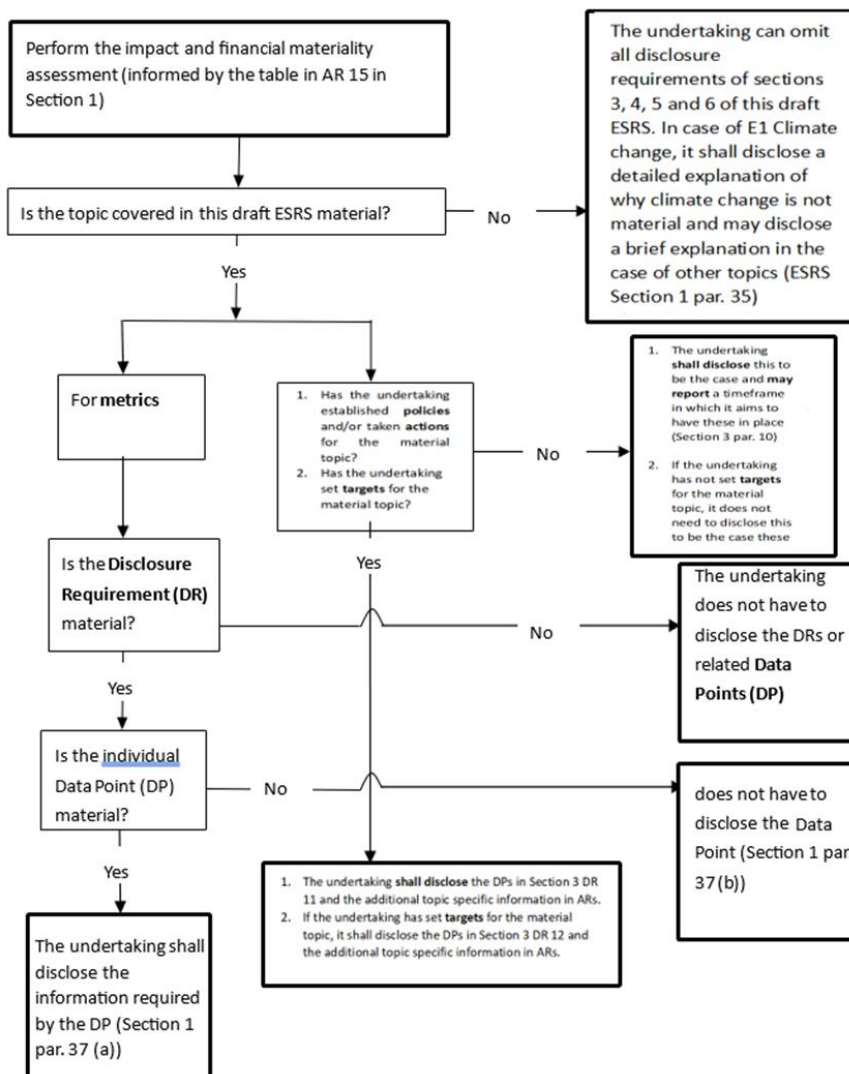 Perform the impact and financial materiality
assessment (informed by the table in AR 15 in
Section 1)
The undertaking can omit
all disclosure
requirements of sections
3, 4, 5 and 6 of this draft
ESRS. In case of E1 Climate
change, it shall disclose a
detailed explanation of
why climate change is not
material and may disclose
a brief explanation in the
case of other topics (ESRS
Section 1 par. 35)
Is the topic covered in this draft ESRS material?
No
Yes
For metrics
1. Has the undertaking
established policies
and/or taken actions
for the material
topic?
2. Has the undertaking
set targets for the
material topic?
No
1. The undertaking
shall disclose this to
be the case and may
report a timeframe
in which it aims to
have these in place
(Section 3 par. 10)
2. If the undertaking
has not set targets
for the material
topic, it does not
need to disclose this
to be the case these
Is the Disclosure
Requirement (DR)
material?
Yes
No
The undertaking
does not have to
disclose the DRs or
related Data
Points (DP)
Yes
Is the individual
Data Point (DP)
material?
No
does not have to
disclose the Data
Point (Section 1 par
37 (b))
Yes
1. The undertaking shall disclose the DPs in Section 3 DR
11 and the additional topic specific information in ARs.
2. If the undertaking has set targets for the material
topic, it shall disclose the DPs in Section 3 DR 12 and
the additional topic specific information in ARs.
The undertaking shall
disclose the
information required
by the DP (Section 1
par. 37 (a))